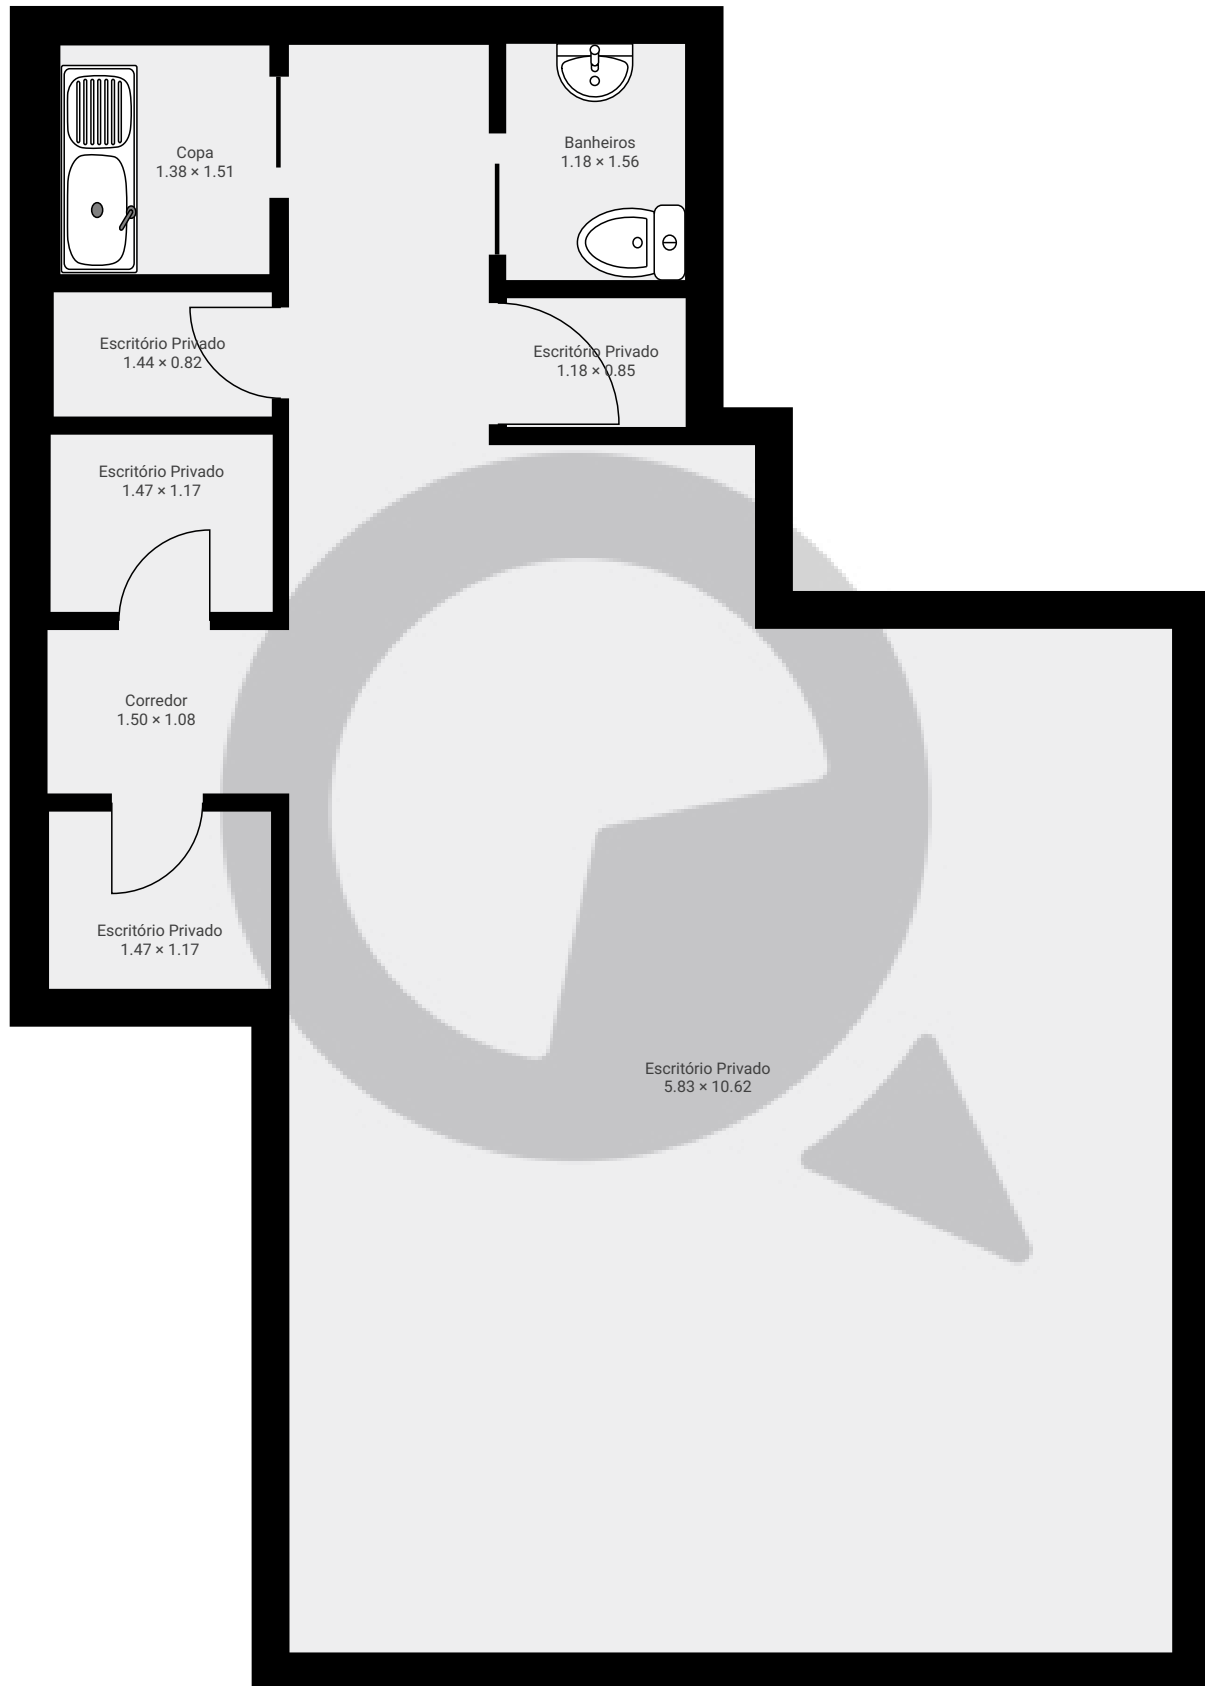 Copa
1.38 × 1.51
Banheiros
1.18 × 1.56
Escritório Privado
1.44 × 0.82
Escritório Privado
1.18 × 0.85
Escritório Privado
1.47 × 1.17
Corredor
1.50 × 1.08
Escritório Privado
1.47 × 1.17
Escritório Privado
5.83 × 10.62